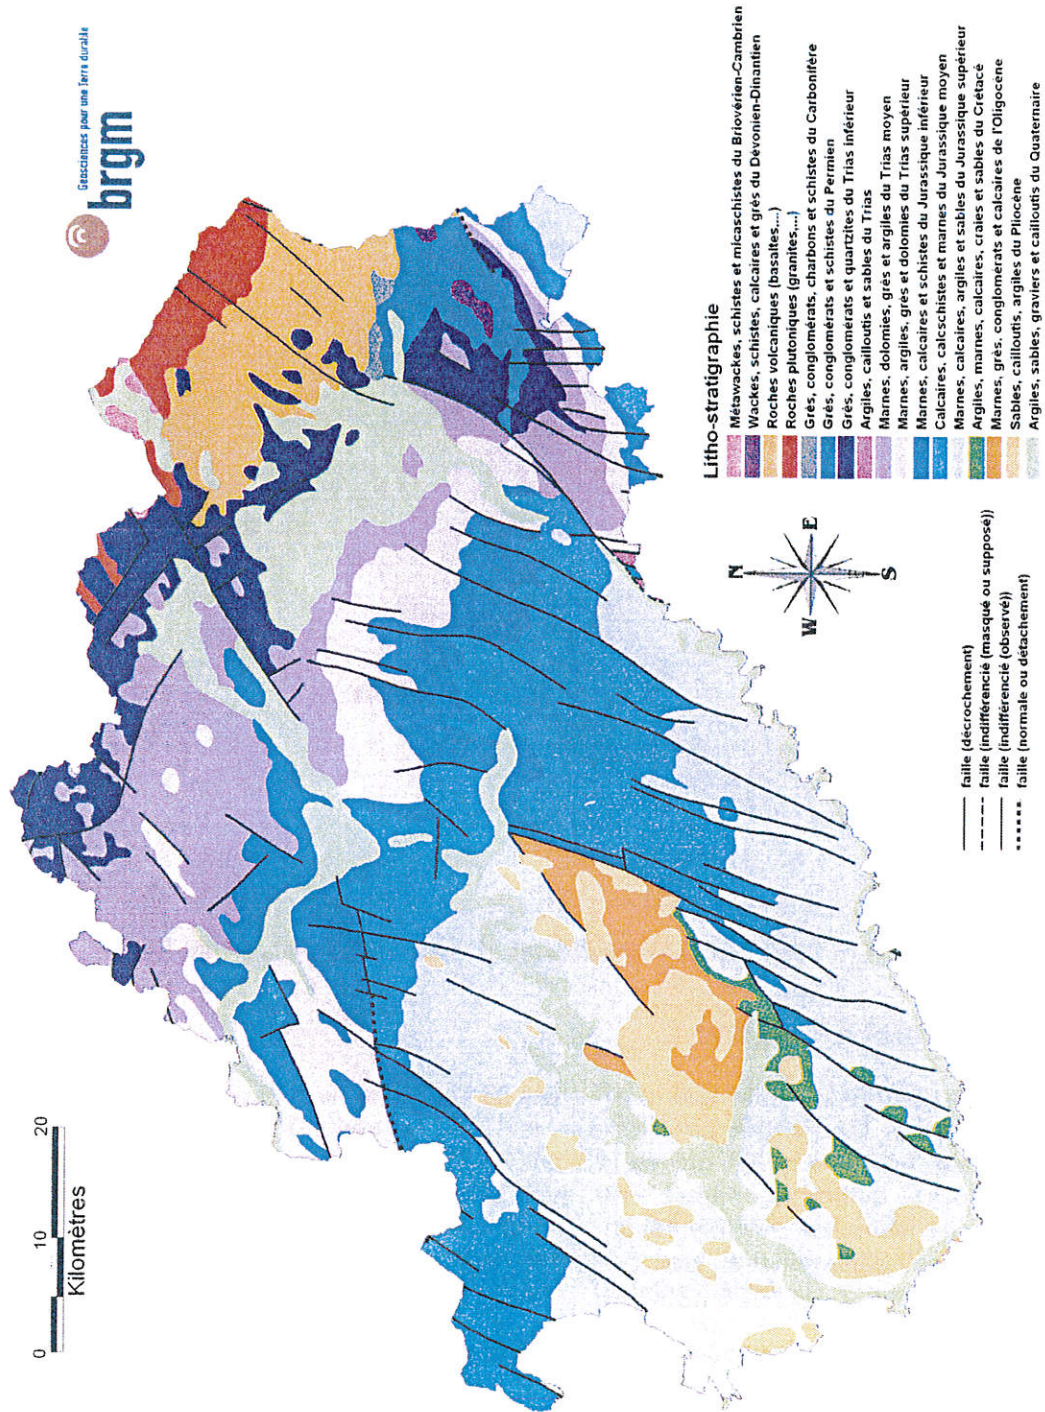 Géosciences pour une Terre durable
brgm
0 10 20
Kilomètres
Litho-stratigraphie
Métawackes, schistes et micaschistes du Briovérien-Cambrien
Wackes, schistes, calcaires et grès du Dévonien-Dinantien
Roches volcaniques (basaltes....)
Roches plutoniques (granites....)
Grès, conglomérats, charbons et schistes du Carbonifère
Grès, conglomérats et schistes du Permien
Grès, conglomérats et quartzites du Trias inférieur
Argiles, cailloutis et sables du Trias
Marnes, dolomies, grès et argiles du Trias moyen
Marnes, argiles, grès et dolomies du Trias supérieur
Marnes, calcaires et schistes du Jurassique inférieur
Calcaires, calcschistes et marnes du Jurassique moyen
Marnes, calcaires, argiles et sables du Jurassique supérieur
Argiles, marnes, calcaires, craies et sables du Crétacé
Marnes, grès, conglomérats et calcaires de l'Oligocène
Sables, cailloutis, argiles du Pliocène
Argiles, sables, graviers et cailloutis du Quaternaire
N
W E
S
faille (décrochement)
faille (indifférencié (masqué ou supposé))
faille (indifférencié (observé))
faille (normale ou détachement)